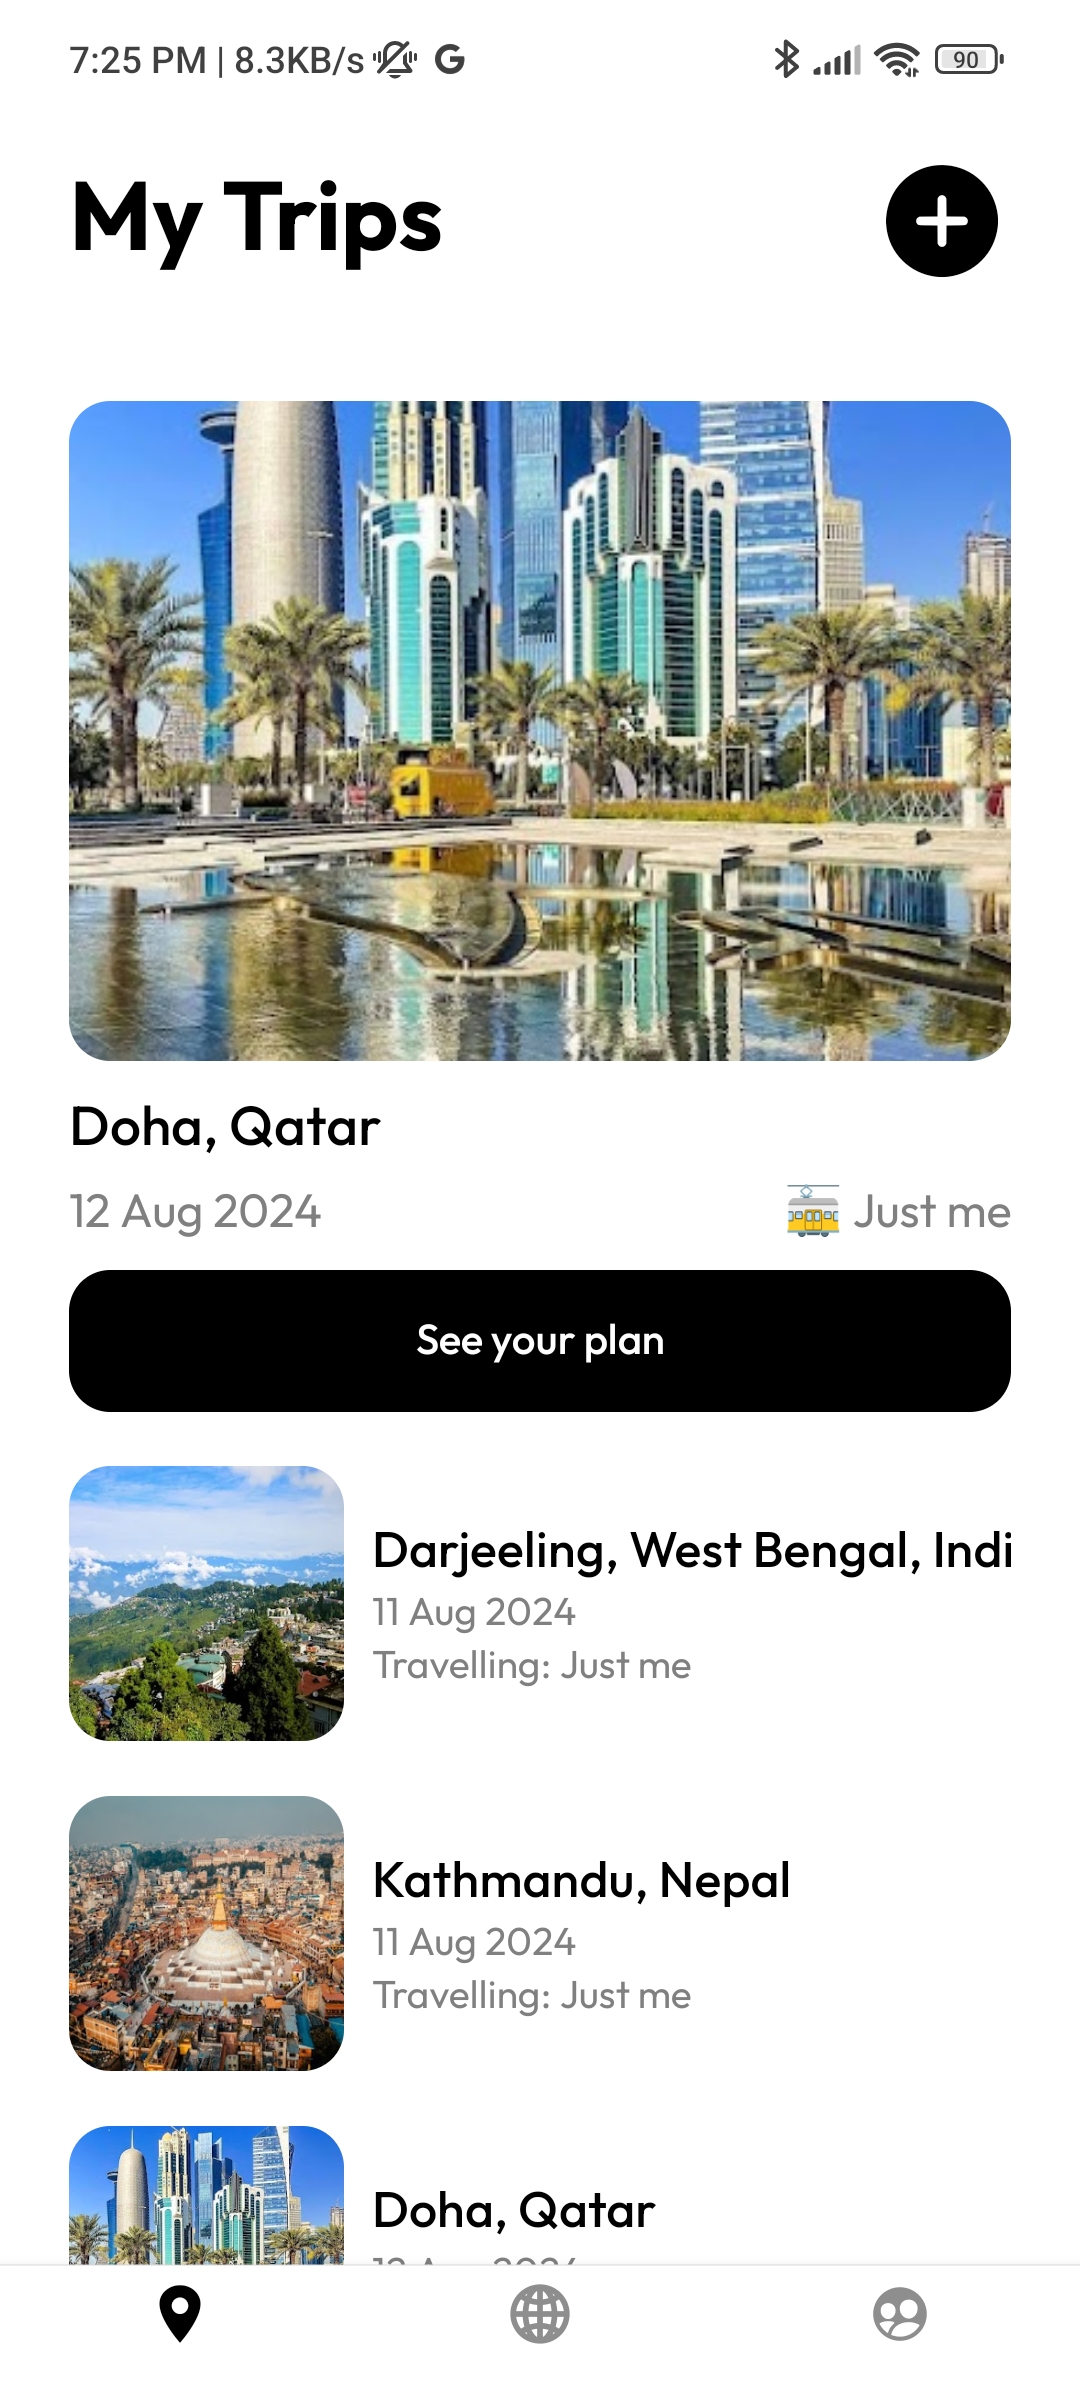 7:25 PM | 8.3KB/s
90
My Trips
Doha, Qatar
12 Aug 2024
Just me
See your plan
Darjeeling, West Bengal, Indi
11 Aug 2024
Travelling: Just me
Kathmandu, Nepal
11 Aug 2024
Travelling: Just me
Doha, Qatar